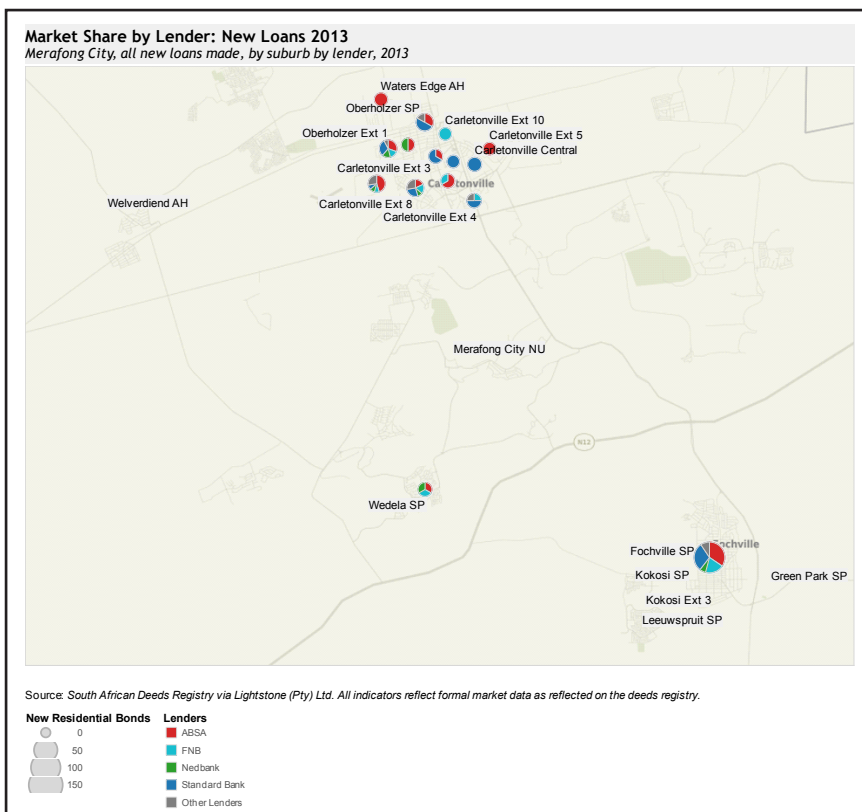 Market Share by Lender: New Loans 2013
Merafong City, all new loans made, by suburb by lender, 2013
Waters Edge AH
Oberholzer SP
Carletonville Ext 10
Oberholzer Ext 1
Carletonville Ext 5
Carletonville Central
Carletonville Ext 3
Welverdiend AH
Carletonville Ext 8
Carletonville Ext 4
Merafong City NU
N12
Wedela SP
Fochville SP
Fochville
Kokosi SP
Green Park SP
Kokosi Ext 3
Leeuwspruit SP
Source: South African Deeds Registry via Lightstone (Pty) Ltd. All indicators reflect formal market data as reflected on the deeds registry.
New Residential Bonds
0
50
100
150
Lenders
ABSA
FNB
Nedbank
Standard Bank
Other Lenders